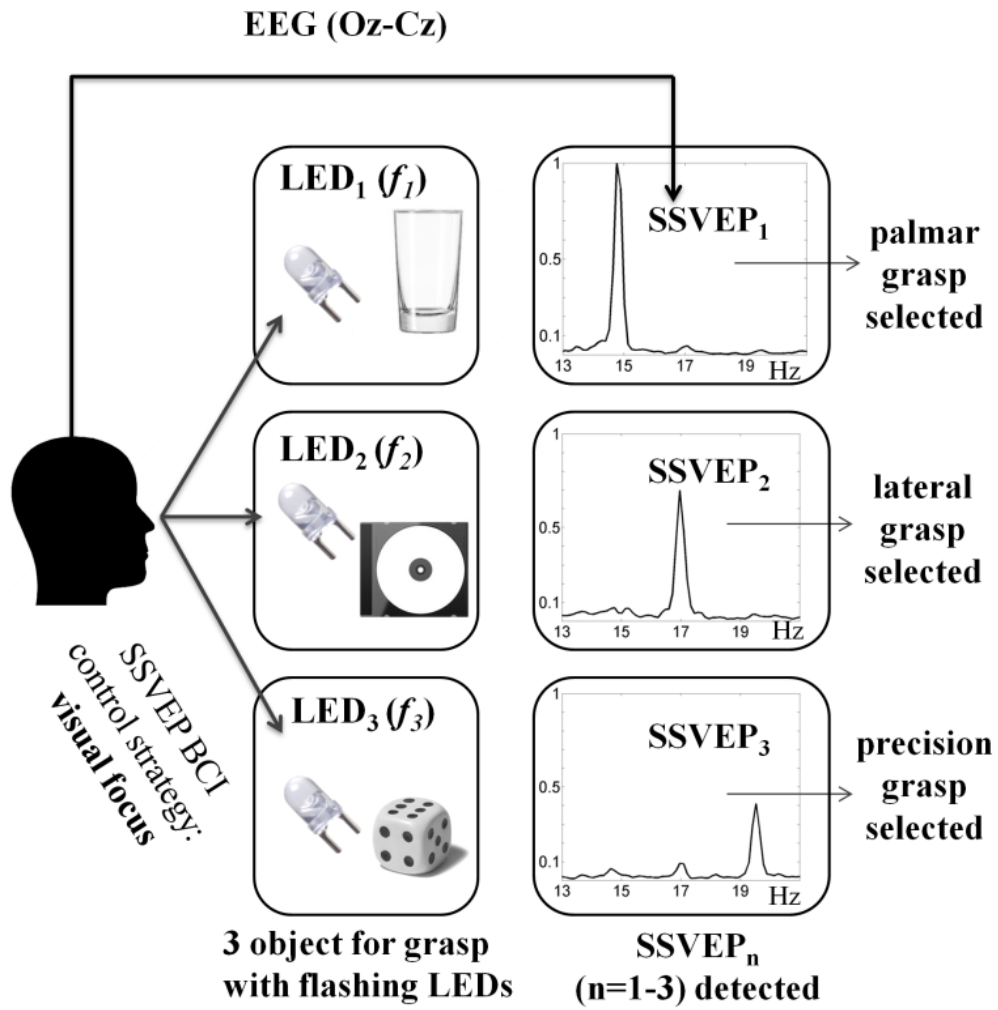 EEG (Oz-Cz)
LED₁ (f₁)
1
SSVEP₁
0.5
0.1
13 15 17 19 Hz
palmar
grasp
selected
LED₂ (f₂)
1
SSVEP₂
0.5
0.1
13 15 17 19 Hz
lateral
grasp
selected
SSVEP BCI
control strategy:
visual focus
LED₃ (f₃)
1
SSVEP₃
0.5
0.1
13 15 17 19 Hz
precision
grasp
selected
3 object for grasp
with flashing LEDs
SSVEPₙ
(n=1-3) detected